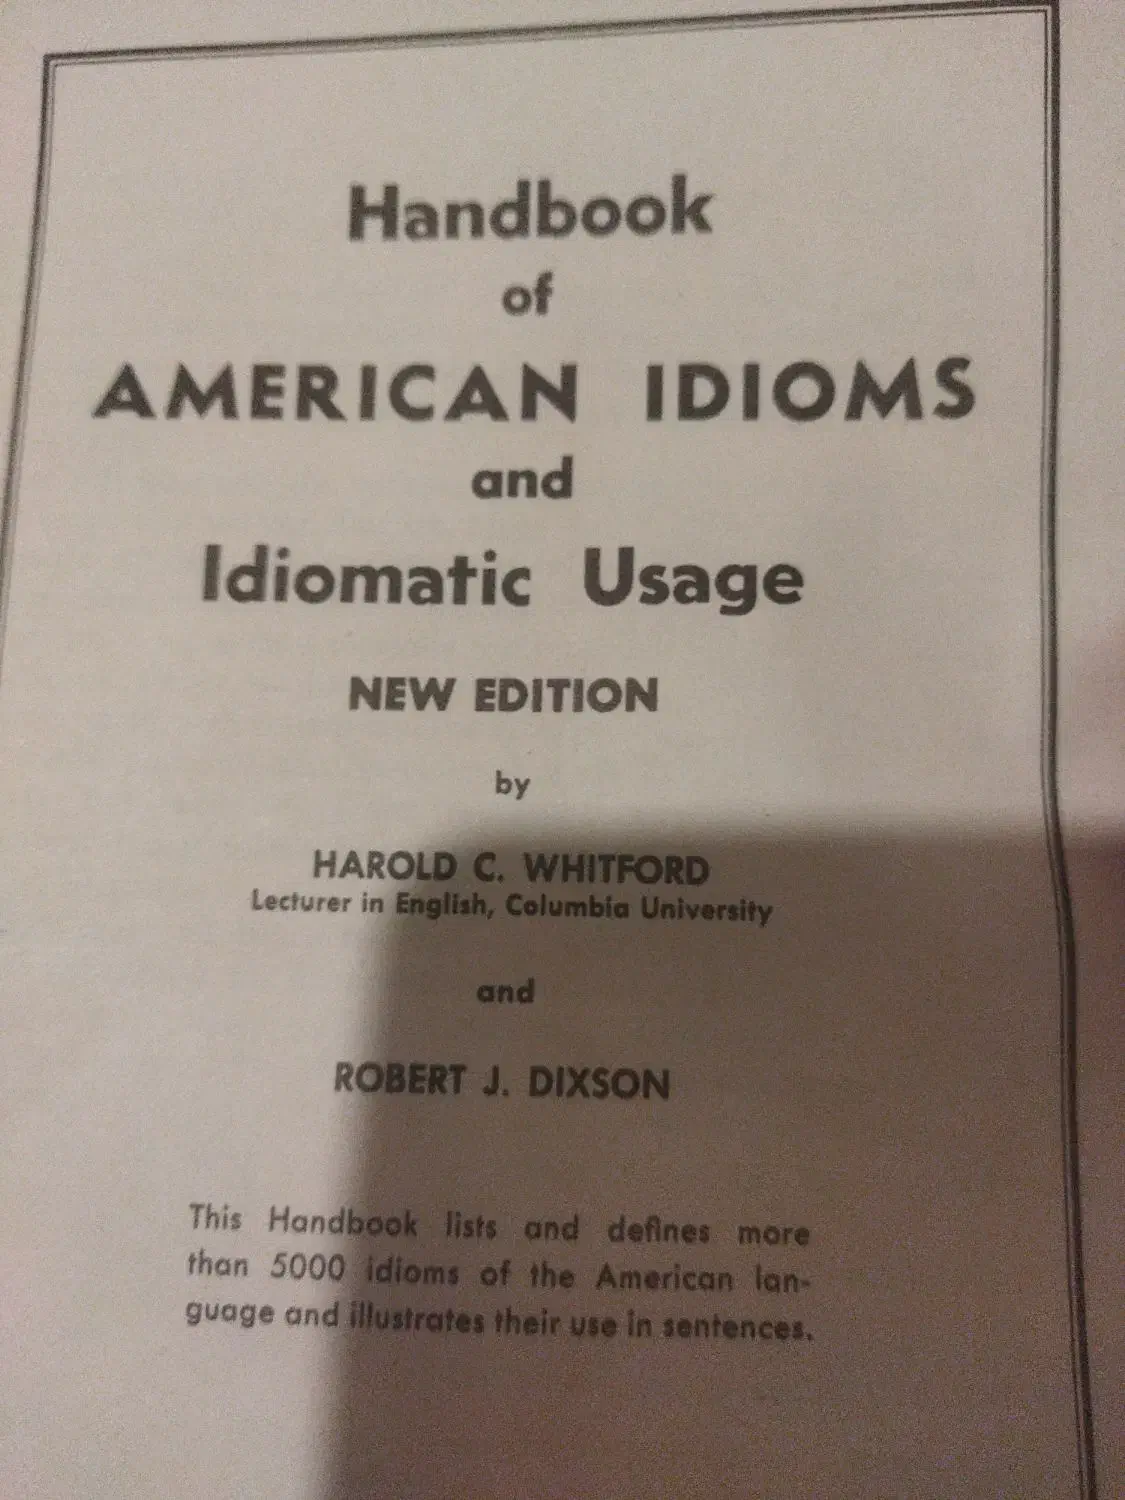 Handbook
of
AMERICAN IDIOMS
and
Idiomatic Usage
NEW EDITION
by
HAROLD C. WHITFORD
Lecturer in English, Columbia University
and
ROBERT J. DIXSON
This Handbook lists and defines more
than 5000 idioms of the American lan-
guage and illustrates their use in sentences.